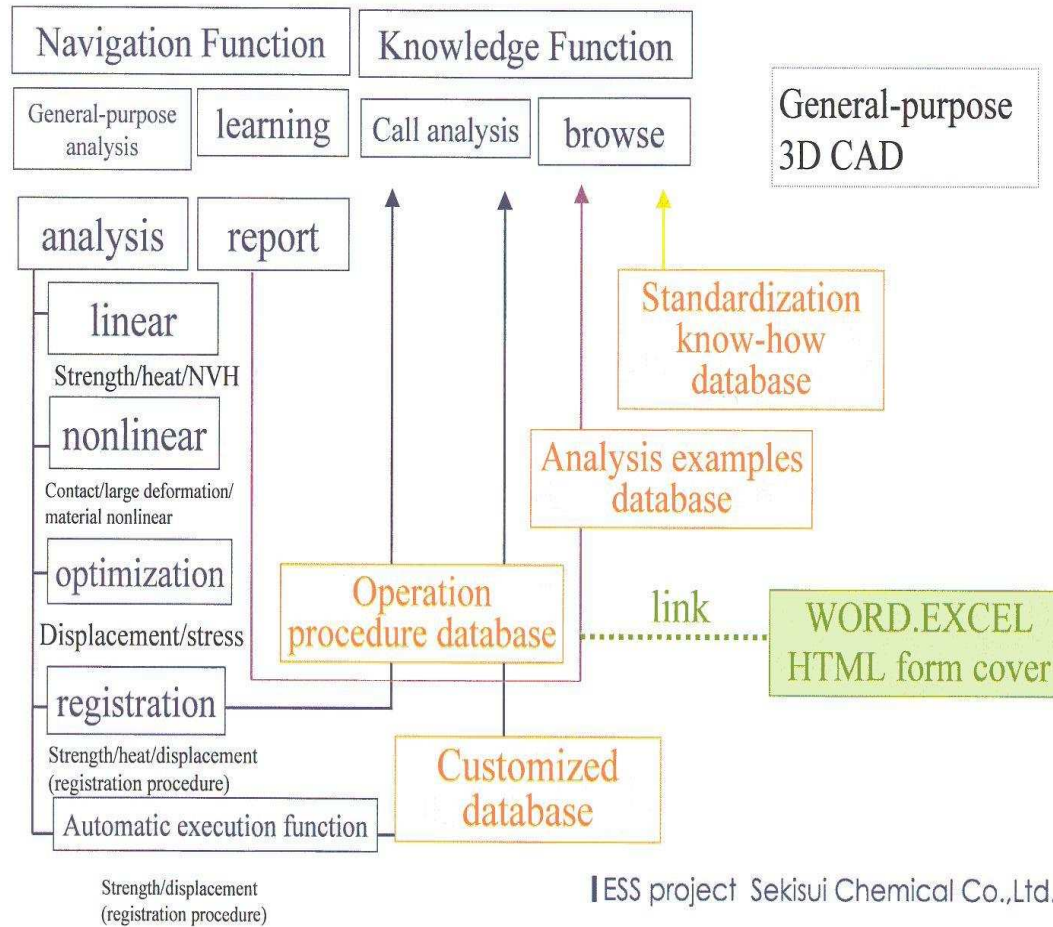 Navigation Function
Knowledge Function
General-purpose
analysis
learning
Call analysis
browse
General-purpose
3D CAD
analysis
report
linear
Strength/heat/NVH
nonlinear
Contact/large deformation/
material nonlinear
optimization
Displacement/stress
registration
Strength/heat/displacement
(registration procedure)
Automatic execution function
Strength/displacement
(registration procedure)
Standardization
know-how
database
Analysis examples
database
Operation
procedure database
link
WORD.EXCEL
HTML form cover
Customized
database
ESS project Sekisui Chemical Co.,Ltd.